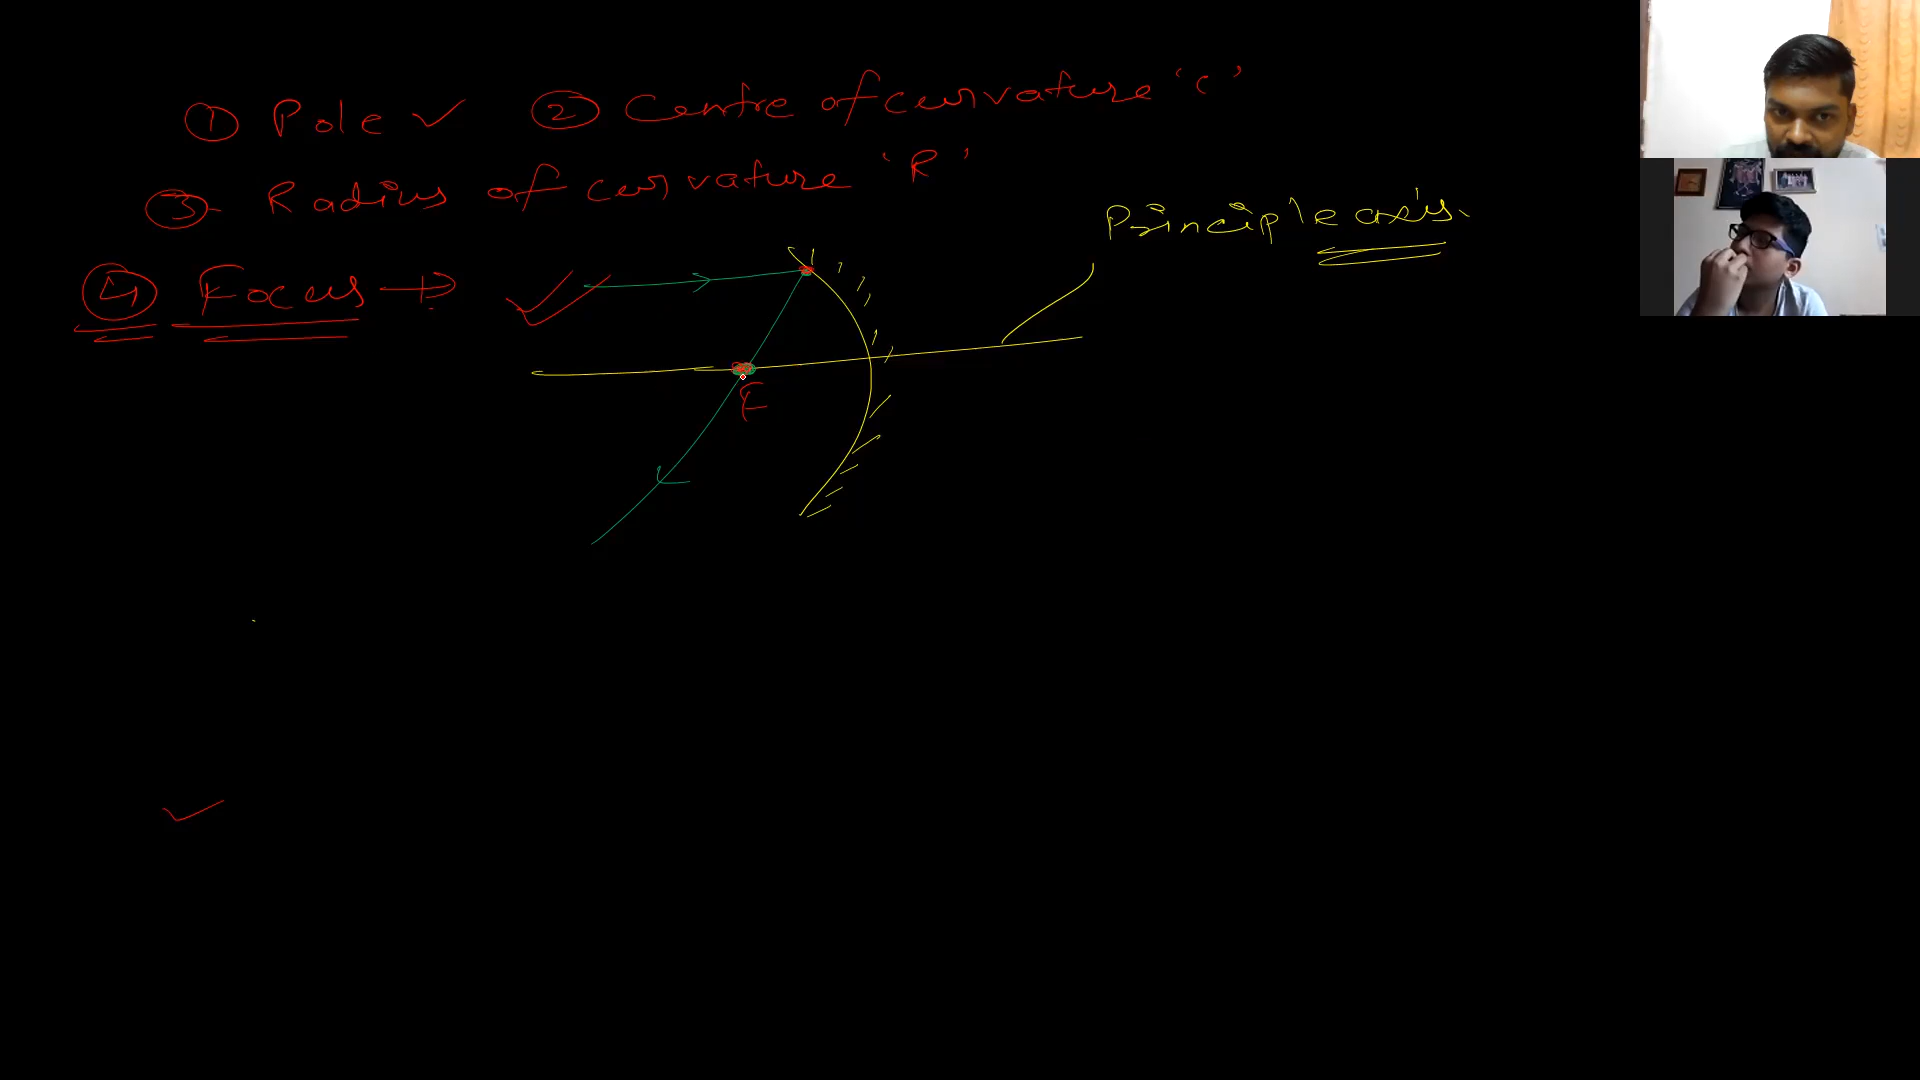 ① Pole ✓ ② Centre of curvature 'C'
③ Radius of curvature 'R'
Principle axis.
④ Focus →
F